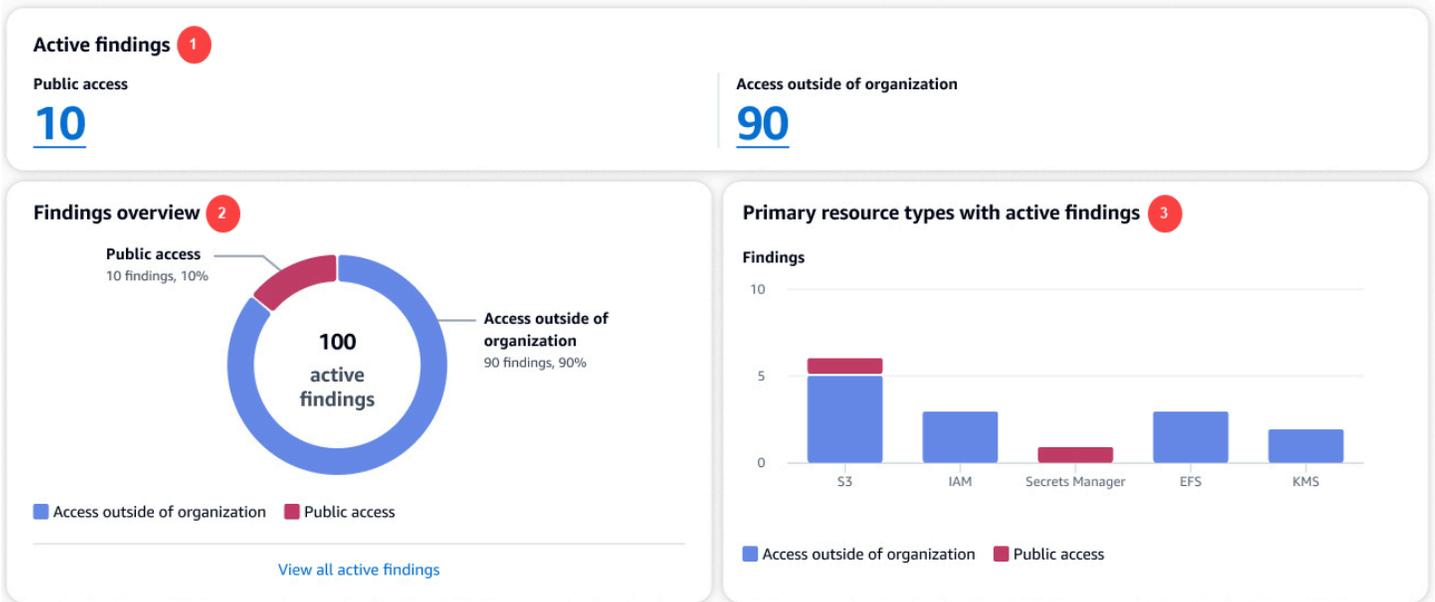 Active findings 1
Public access
10
Access outside of organization
90
Findings overview 2
Public access
10 findings, 10%
Access outside of
organization
90 findings, 90%
100
active
findings
Access outside of organization Public access
View all active findings
Primary resource types with active findings 3
Findings
10
5
0
S3 IAM Secrets Manager EFS KMS
Access outside of organization Public access